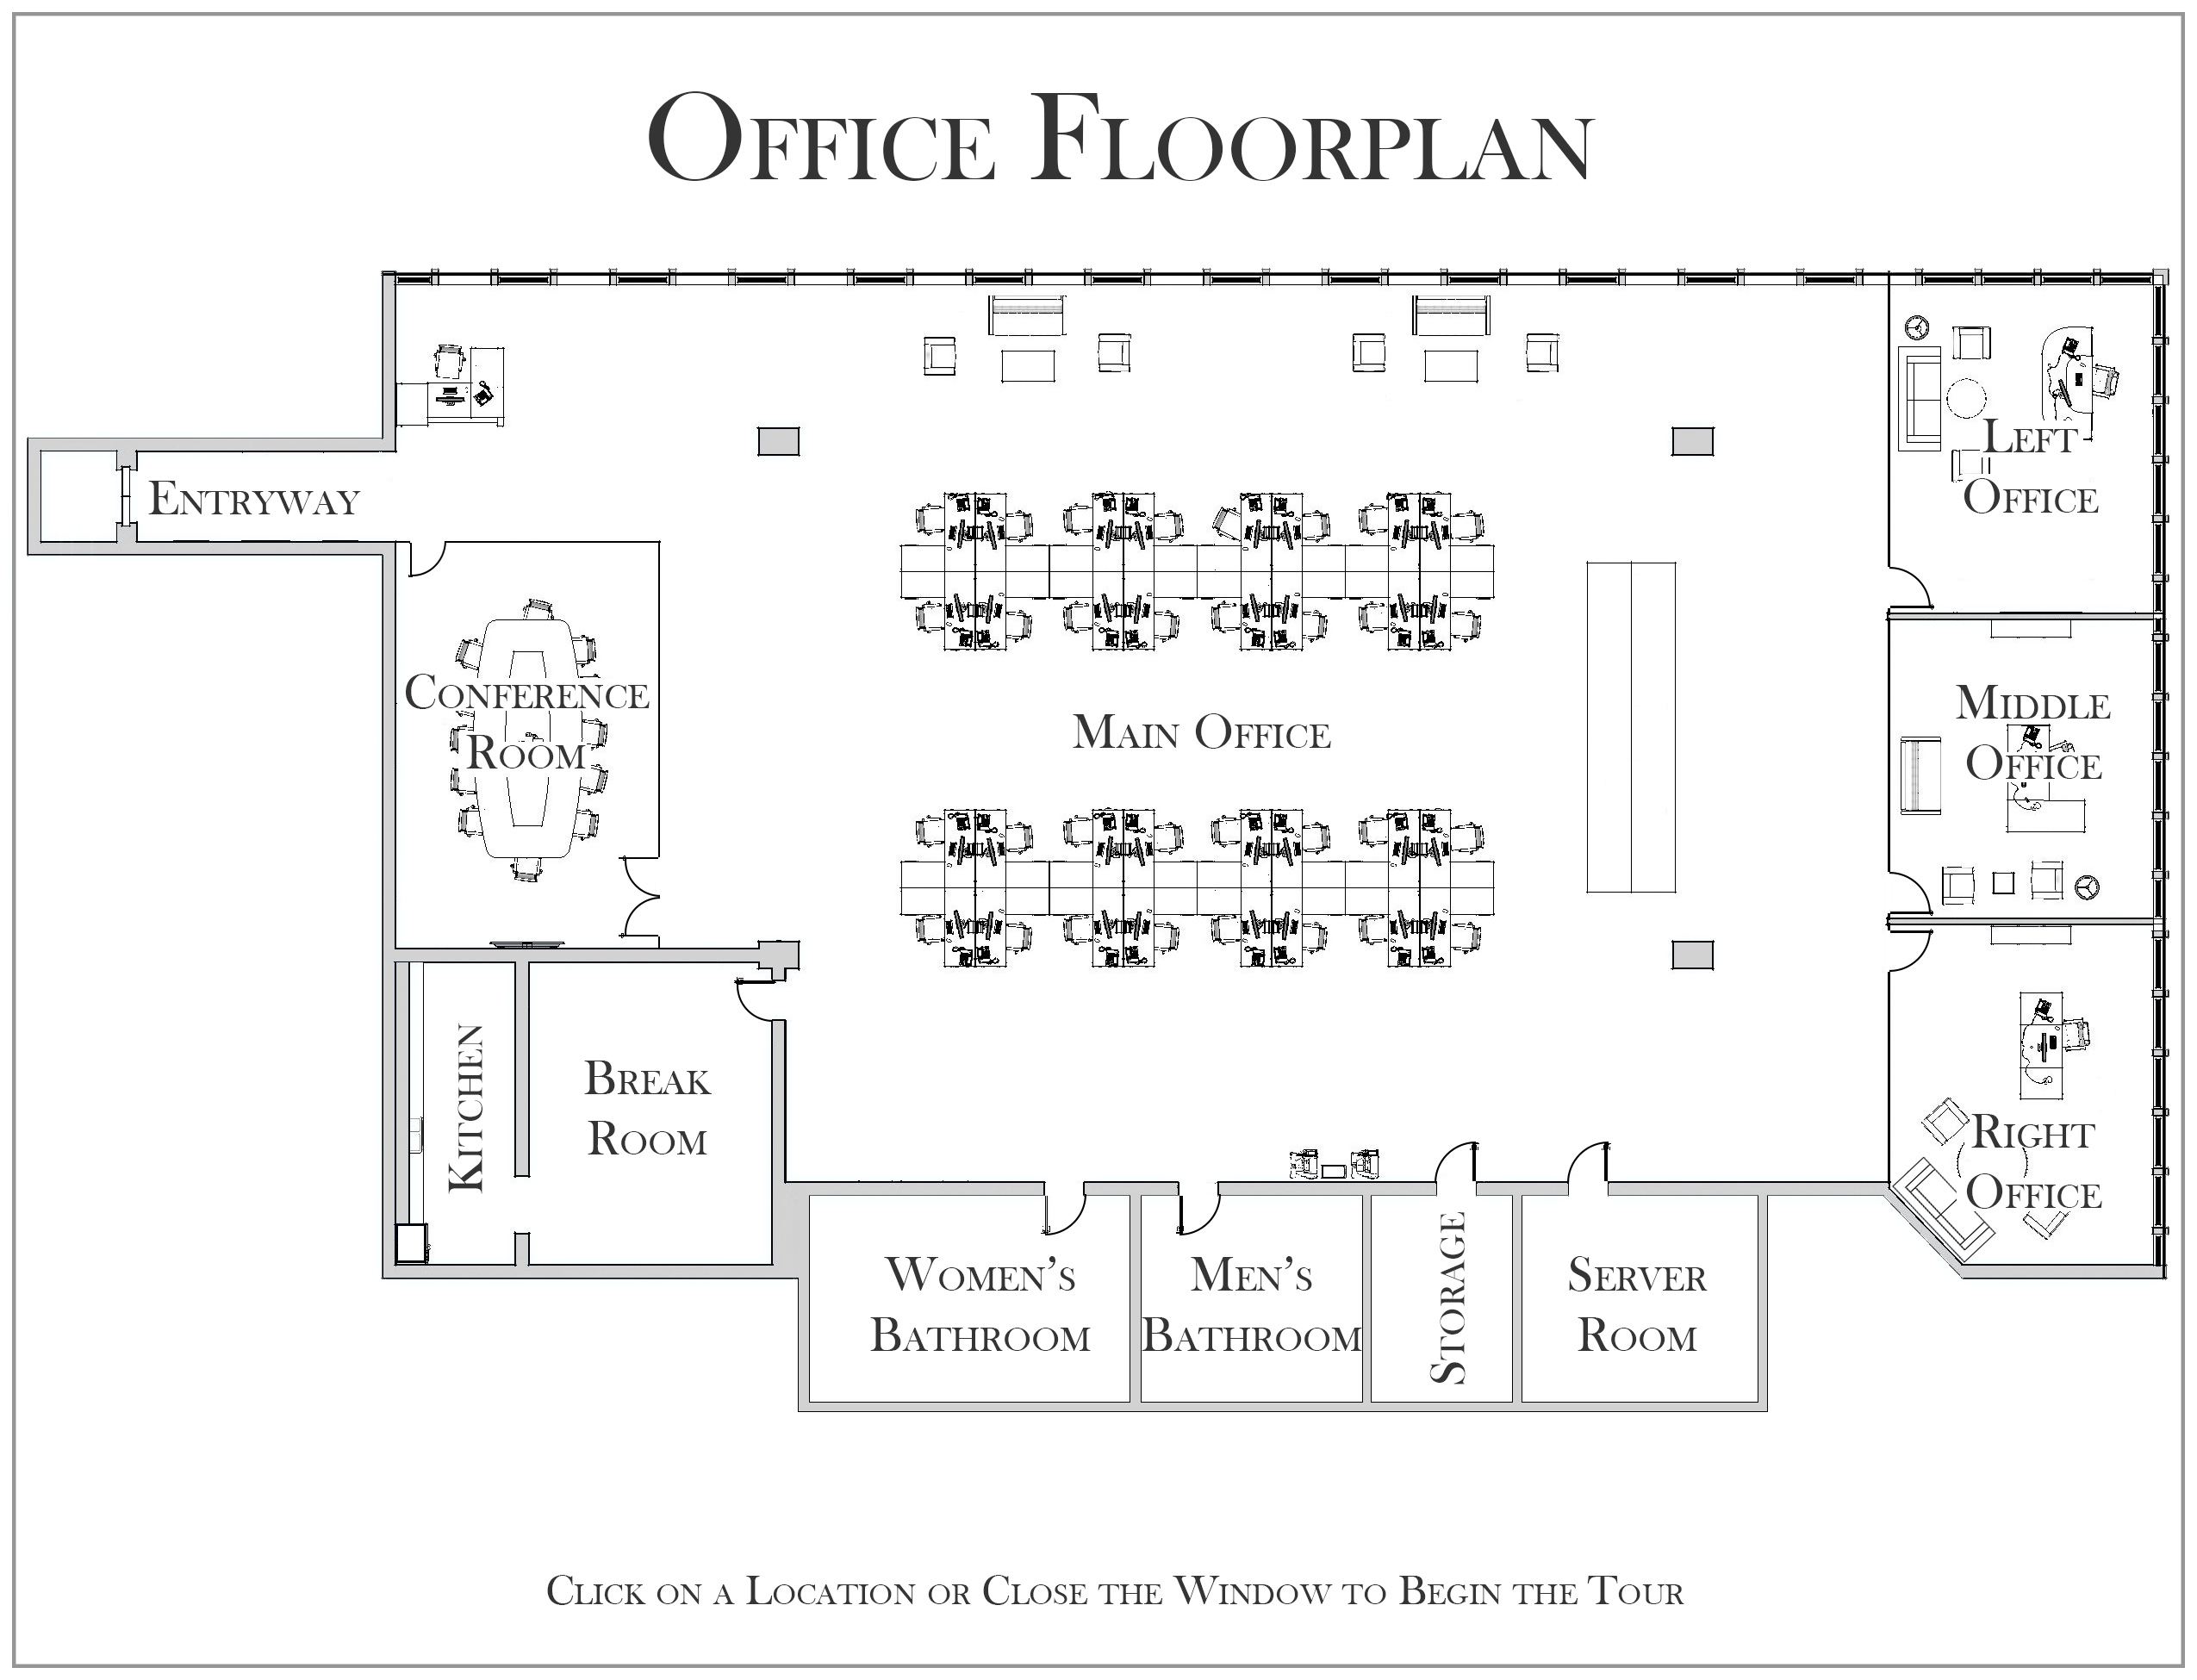 Office Floorplan
Entryway
Left
Office
Conference
Room
Middle
Office
Main Office
Kitchen
Break
Room
Right
Office
Women's
Bathroom
Men's
Bathroom
Storage
Server
Room
Click on a Location or Close the Window to Begin the Tour